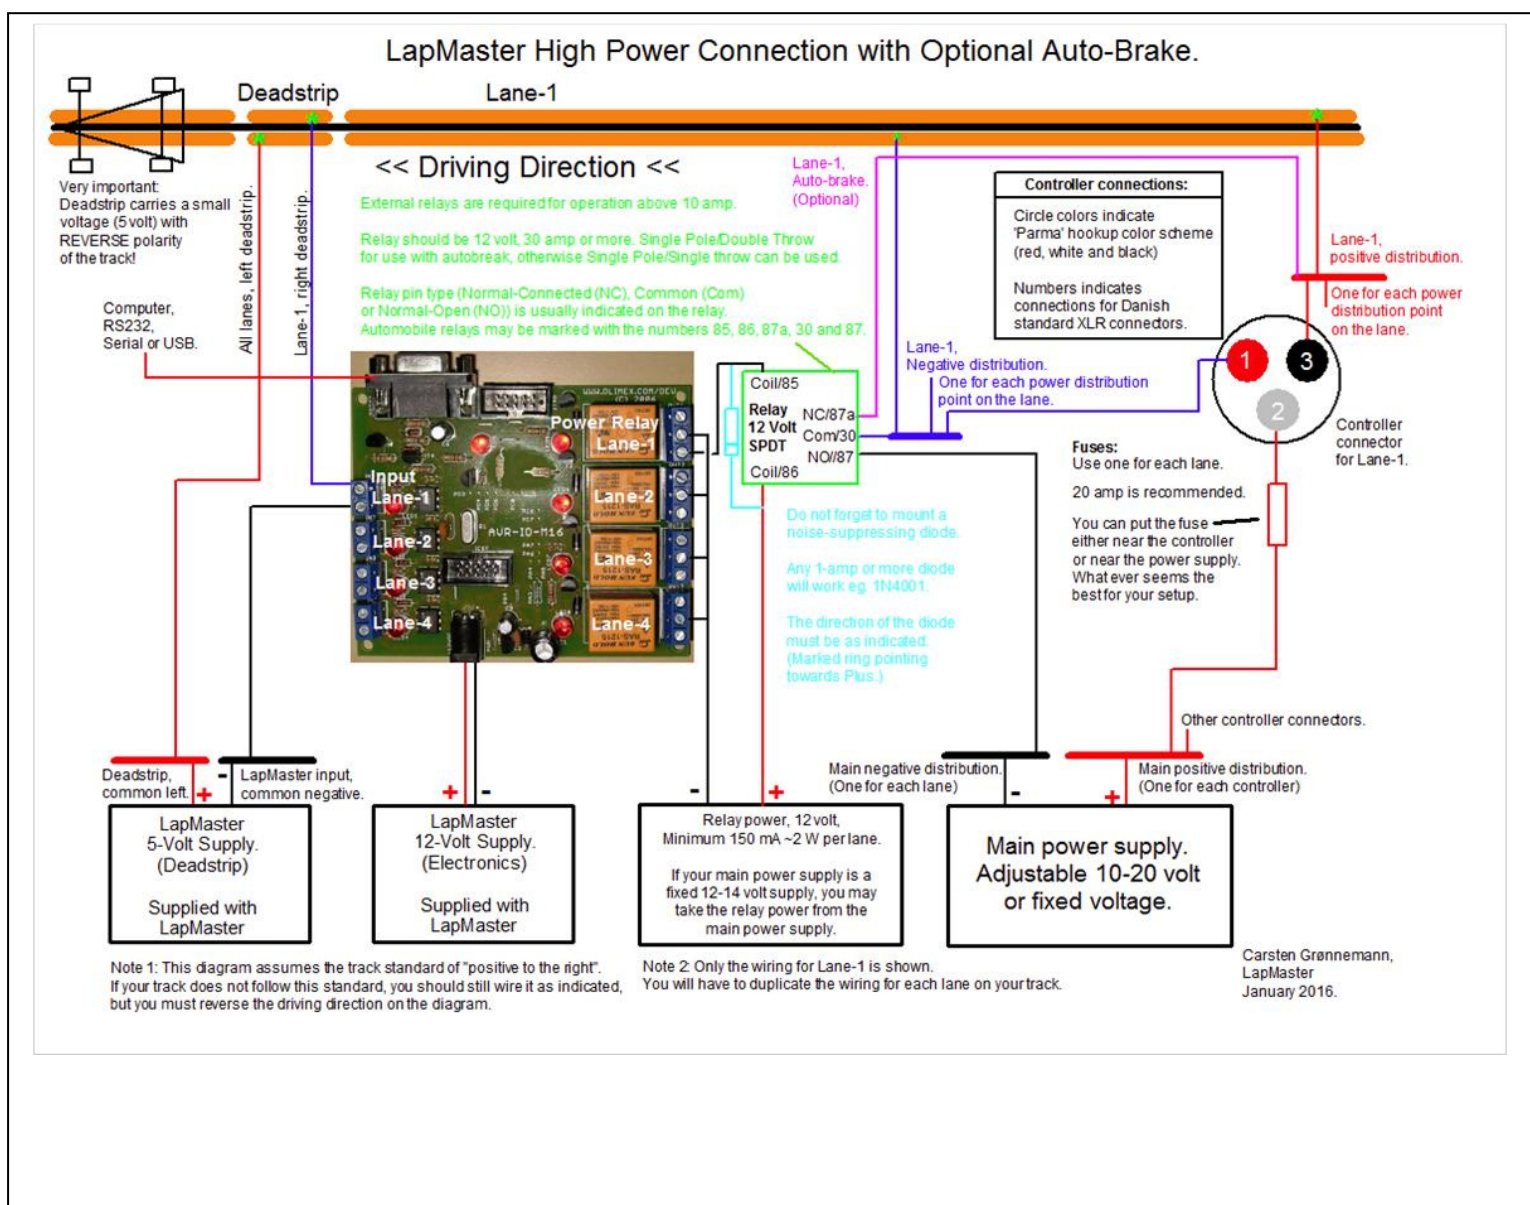 LapMaster High Power Connection with Optional Auto-Brake.
Deadstrip
Lane-1
<< Driving Direction <<
Very important:
Deadstrip carries a small
voltage (5 volt) with
REVERSE polarity
of the track!
All lanes, left deadstrip.
Lane-1, right deadstrip.
Computer,
RS232,
Serial or USB.
External relays are required for operation above 10 amp.
Relay should be 12 volt, 30 amp or more. Single Pole/Double Throw
for use with autobreak, otherwise Single Pole/Single throw can be used.
Relay pin type (Normal-Connected (NC), Common (Com)
or Normal-Open (NO)) is usually indicated on the relay.
Automobile relays may be marked with the numbers 85, 86, 87a, 30 and 87.
Lane-1,
Auto-brake.
(Optional)
Controller connections:
Circle colors indicate
'Parma' hookup color scheme
(red, white and black)
Numbers indicates
connections for Danish
standard XLR connectors.
Lane-1,
positive distribution.
One for each power
distribution point
on the lane.
Lane-1,
Negative distribution.
One for each power distribution
point on the lane.
1
3
2
Controller
connector
for Lane-1.
WWW.OLIMEX.COM/DEV
(C) 2006
Power Relay
Lane-1
Lane-2
Lane-3
Lane-4
Input
Lane-1
Lane-2
Lane-3
Lane-4
AVR-IO-M16
RAS-1215
Coil/85
Relay
12 Volt
SPDT
NC/87a
Com/30
NO//87
Coil/86
Do not forget to mount a
noise-suppressing diode.
Any 1-amp or more diode
will work eg. 1N4001.
The direction of the diode
must be as indicated.
(Marked ring pointing
towards Plus.)
Fuses:
Use one for each lane.
20 amp is recommended.
You can put the fuse
either near the controller
or near the power supply.
What ever seems the
best for your setup.
Other controller connectors.
Deadstrip,
common left.
+
-
LapMaster input,
common negative.
+
-
-
+
Main negative distribution.
(One for each lane)
-
+
Main positive distribution.
(One for each controller)
LapMaster
5-Volt Supply.
(Deadstrip)
Supplied with
LapMaster
LapMaster
12-Volt Supply.
(Electronics)
Supplied with
LapMaster
Relay power, 12 volt,
Minimum 150 mA ~2 W per lane.
If your main power supply is a
fixed 12-14 volt supply, you may
take the relay power from the
main power supply.
Main power supply.
Adjustable 10-20 volt
or fixed voltage.
Note 1: This diagram assumes the track standard of "positive to the right".
If your track does not follow this standard, you should still wire it as indicated,
but you must reverse the driving direction on the diagram.
Note 2: Only the wiring for Lane-1 is shown.
You will have to duplicate the wiring for each lane on your track.
Carsten Grønnemann,
LapMaster
January 2016.